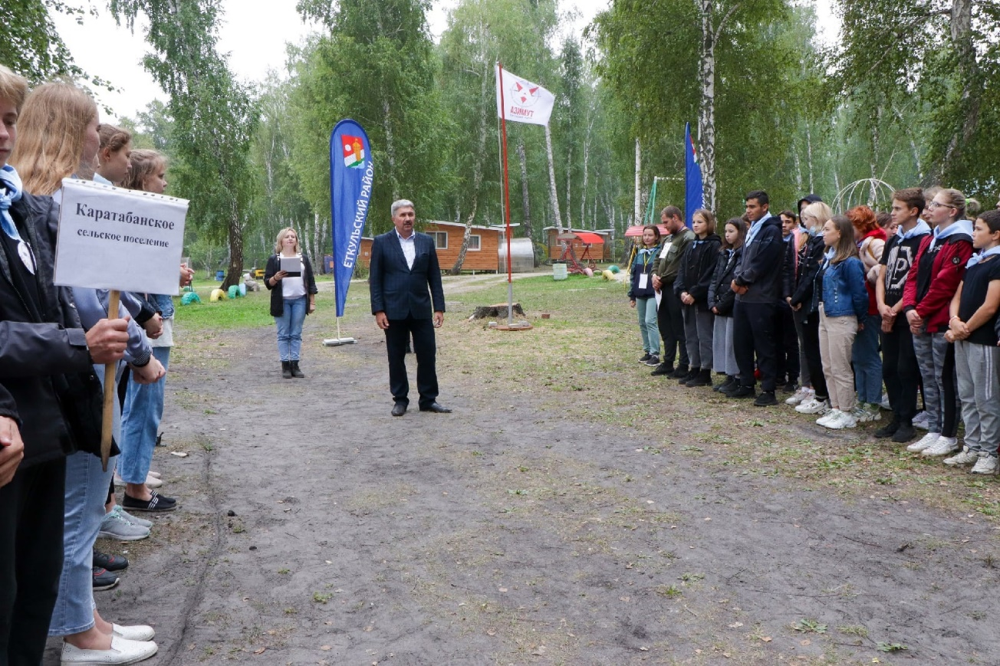 Каратабанское
сельское поселение
ЕТКУЛЬСКИЙ РАЙОН
АЗИМУТ